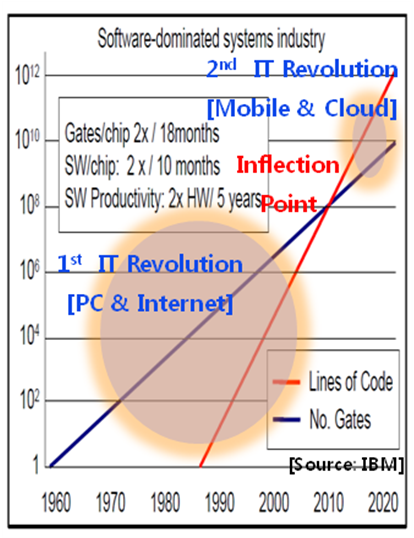 Software-dominated systems industry
2nd IT Revolution
[Mobile & Cloud]
Gates/chip 2x / 18months
SW/chip: 2 x / 10 months
SW Productivity: 2x HW/ 5 years
Inflection
Point
1st IT Revolution
[PC & Internet]
10^12
10^10
10^8
10^6
10^4
10^2
1
Lines of Code
No. Gates
[Source: IBM]
1960 1970 1980 1990 2000 2010 2020